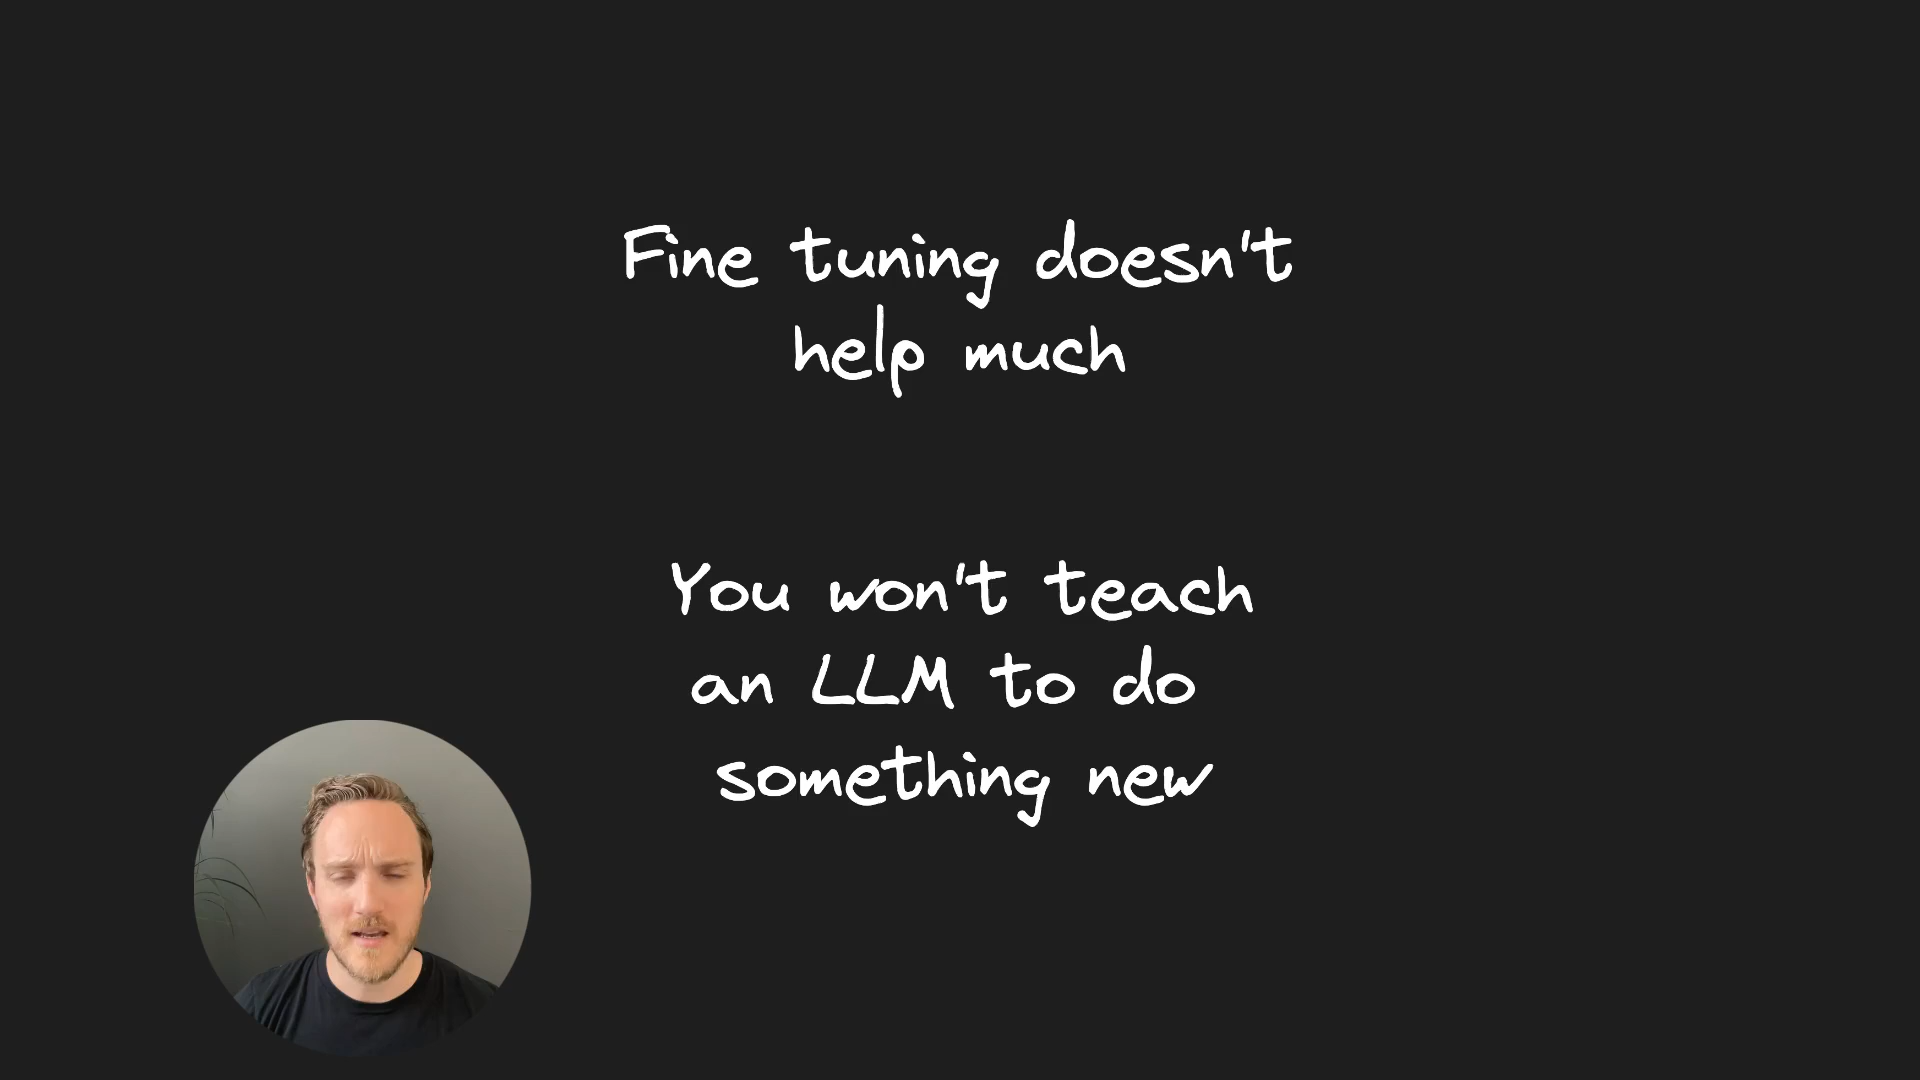 Fine tuning doesn't
help much
You won't teach
an LLM to do
something new